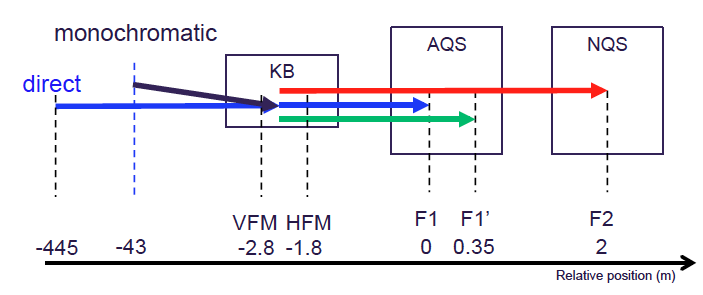 monochromatic
AQS
NQS
KB
direct
VFM HFM F1 F1’ F2
-445 -43 -2.8 -1.8 0 0.35 2
Relative position (m)